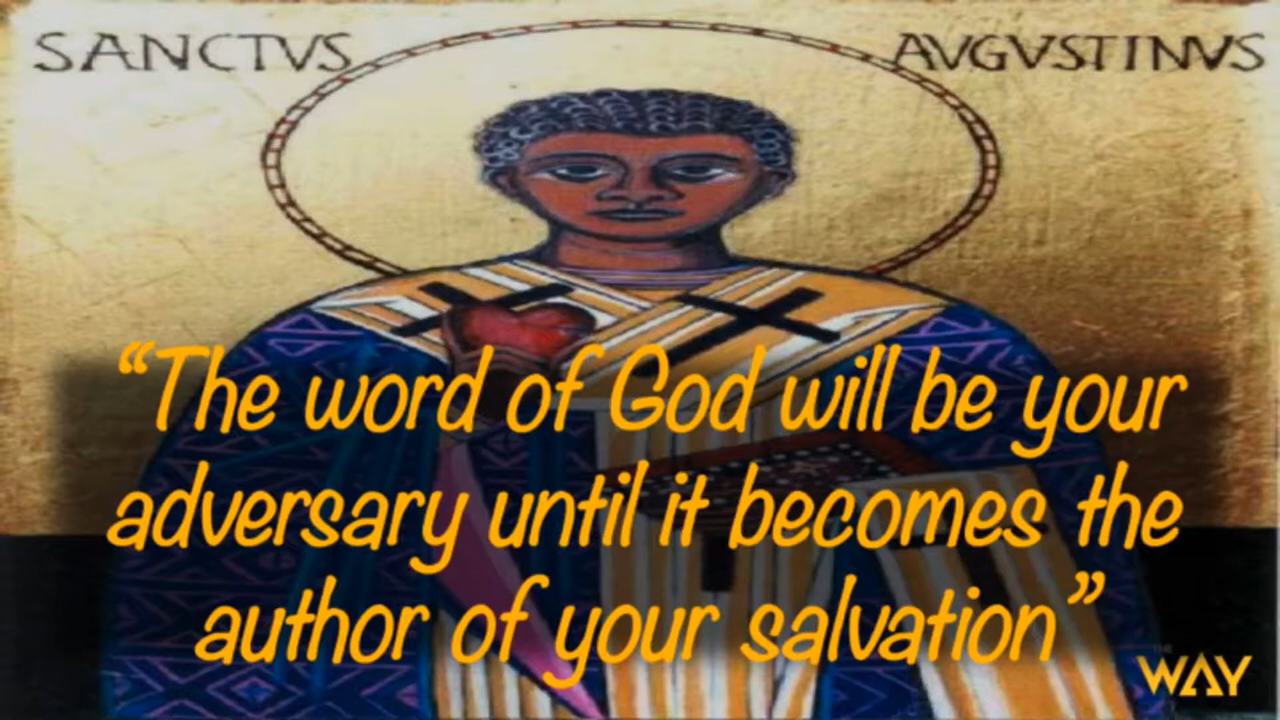 SANCTVS AVGVSTINVS
“The word of God will be your
adversary until it becomes the
author of your salvation”
THE
WAY